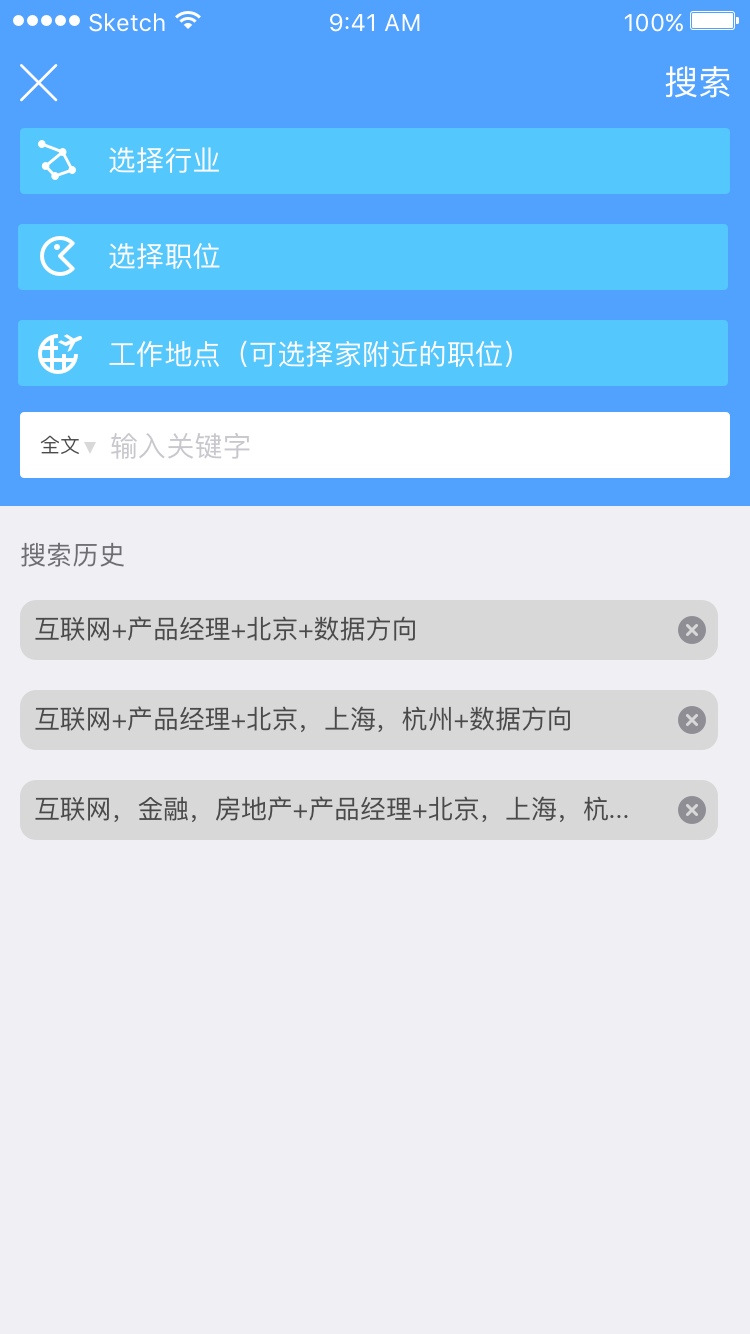 Sketch 9:41 AM 100%
搜索
选择行业
选择职位
工作地点（可选择家附近的职位）
全文 输入关键字
搜索历史
互联网+产品经理+北京+数据方向
互联网+产品经理+北京，上海，杭州+数据方向
互联网，金融，房地产+产品经理+北京，上海，杭...